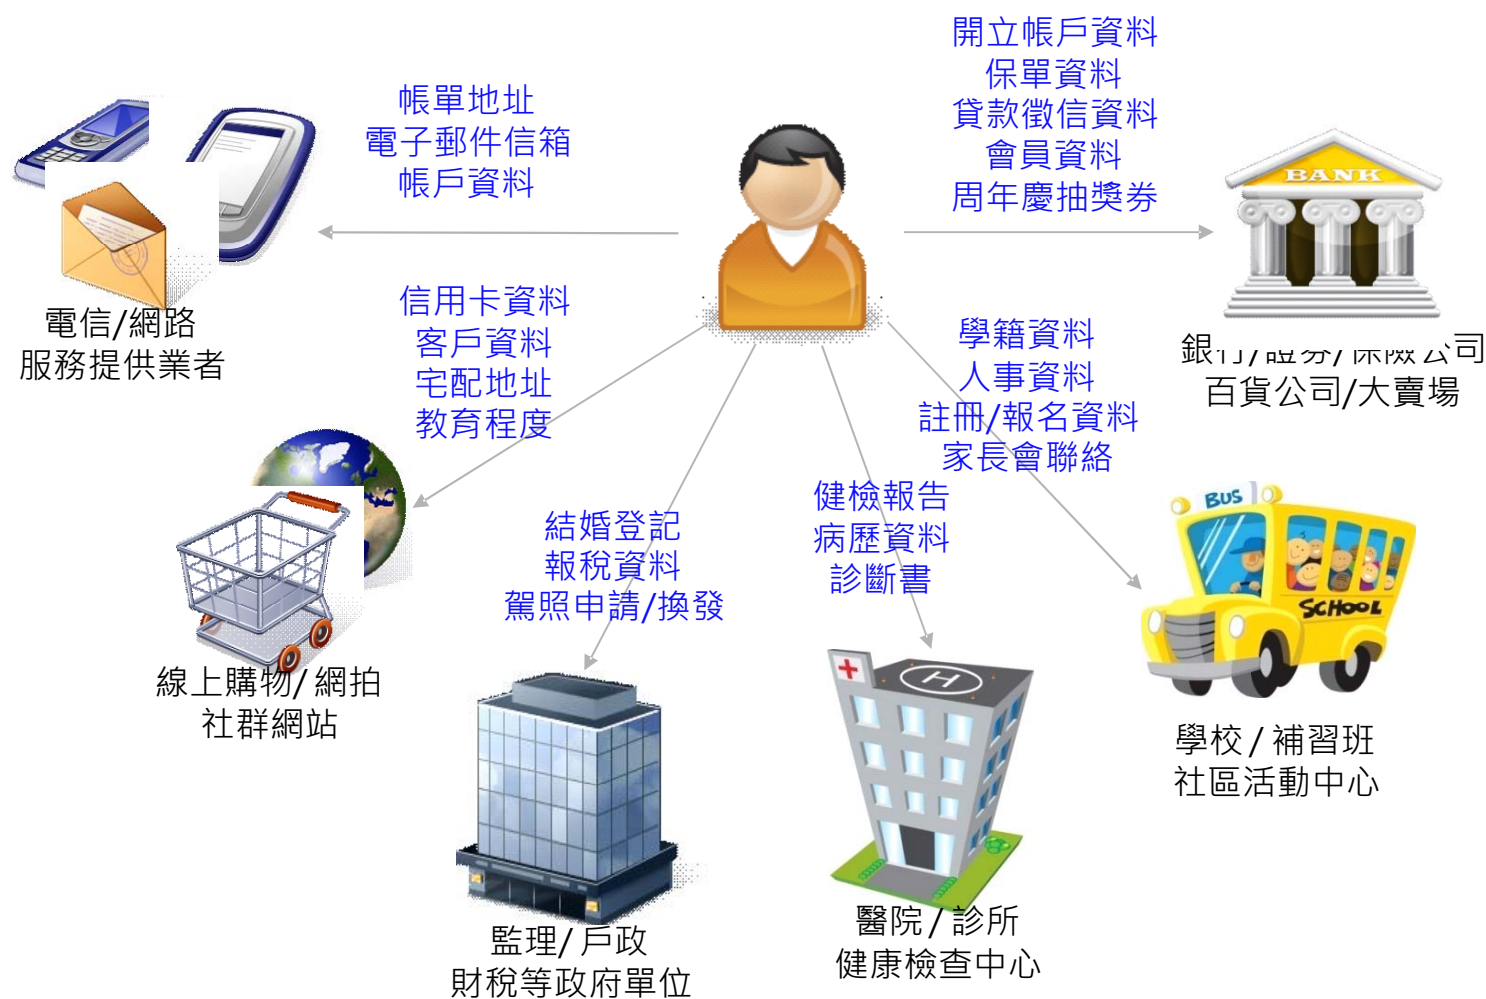 開立帳戶資料
保單資料
貸款徵信資料
會員資料
周年慶抽獎券
帳單地址
電子郵件信箱
帳戶資料
BANK
電信/網路
服務提供業者
信用卡資料
客戶資料
宅配地址
教育程度
學籍資料
人事資料
註冊/報名資料
家長會聯絡
銀行/證券/保險公司
百貨公司/大賣場
結婚登記
報稅資料
駕照申請/換發
健檢報告
病歷資料
診斷書
BUS
SCHOOL
H
線上購物/網拍
社群網站
學校/補習班
社區活動中心
監理/戶政
財稅等政府單位
醫院/診所
健康檢查中心